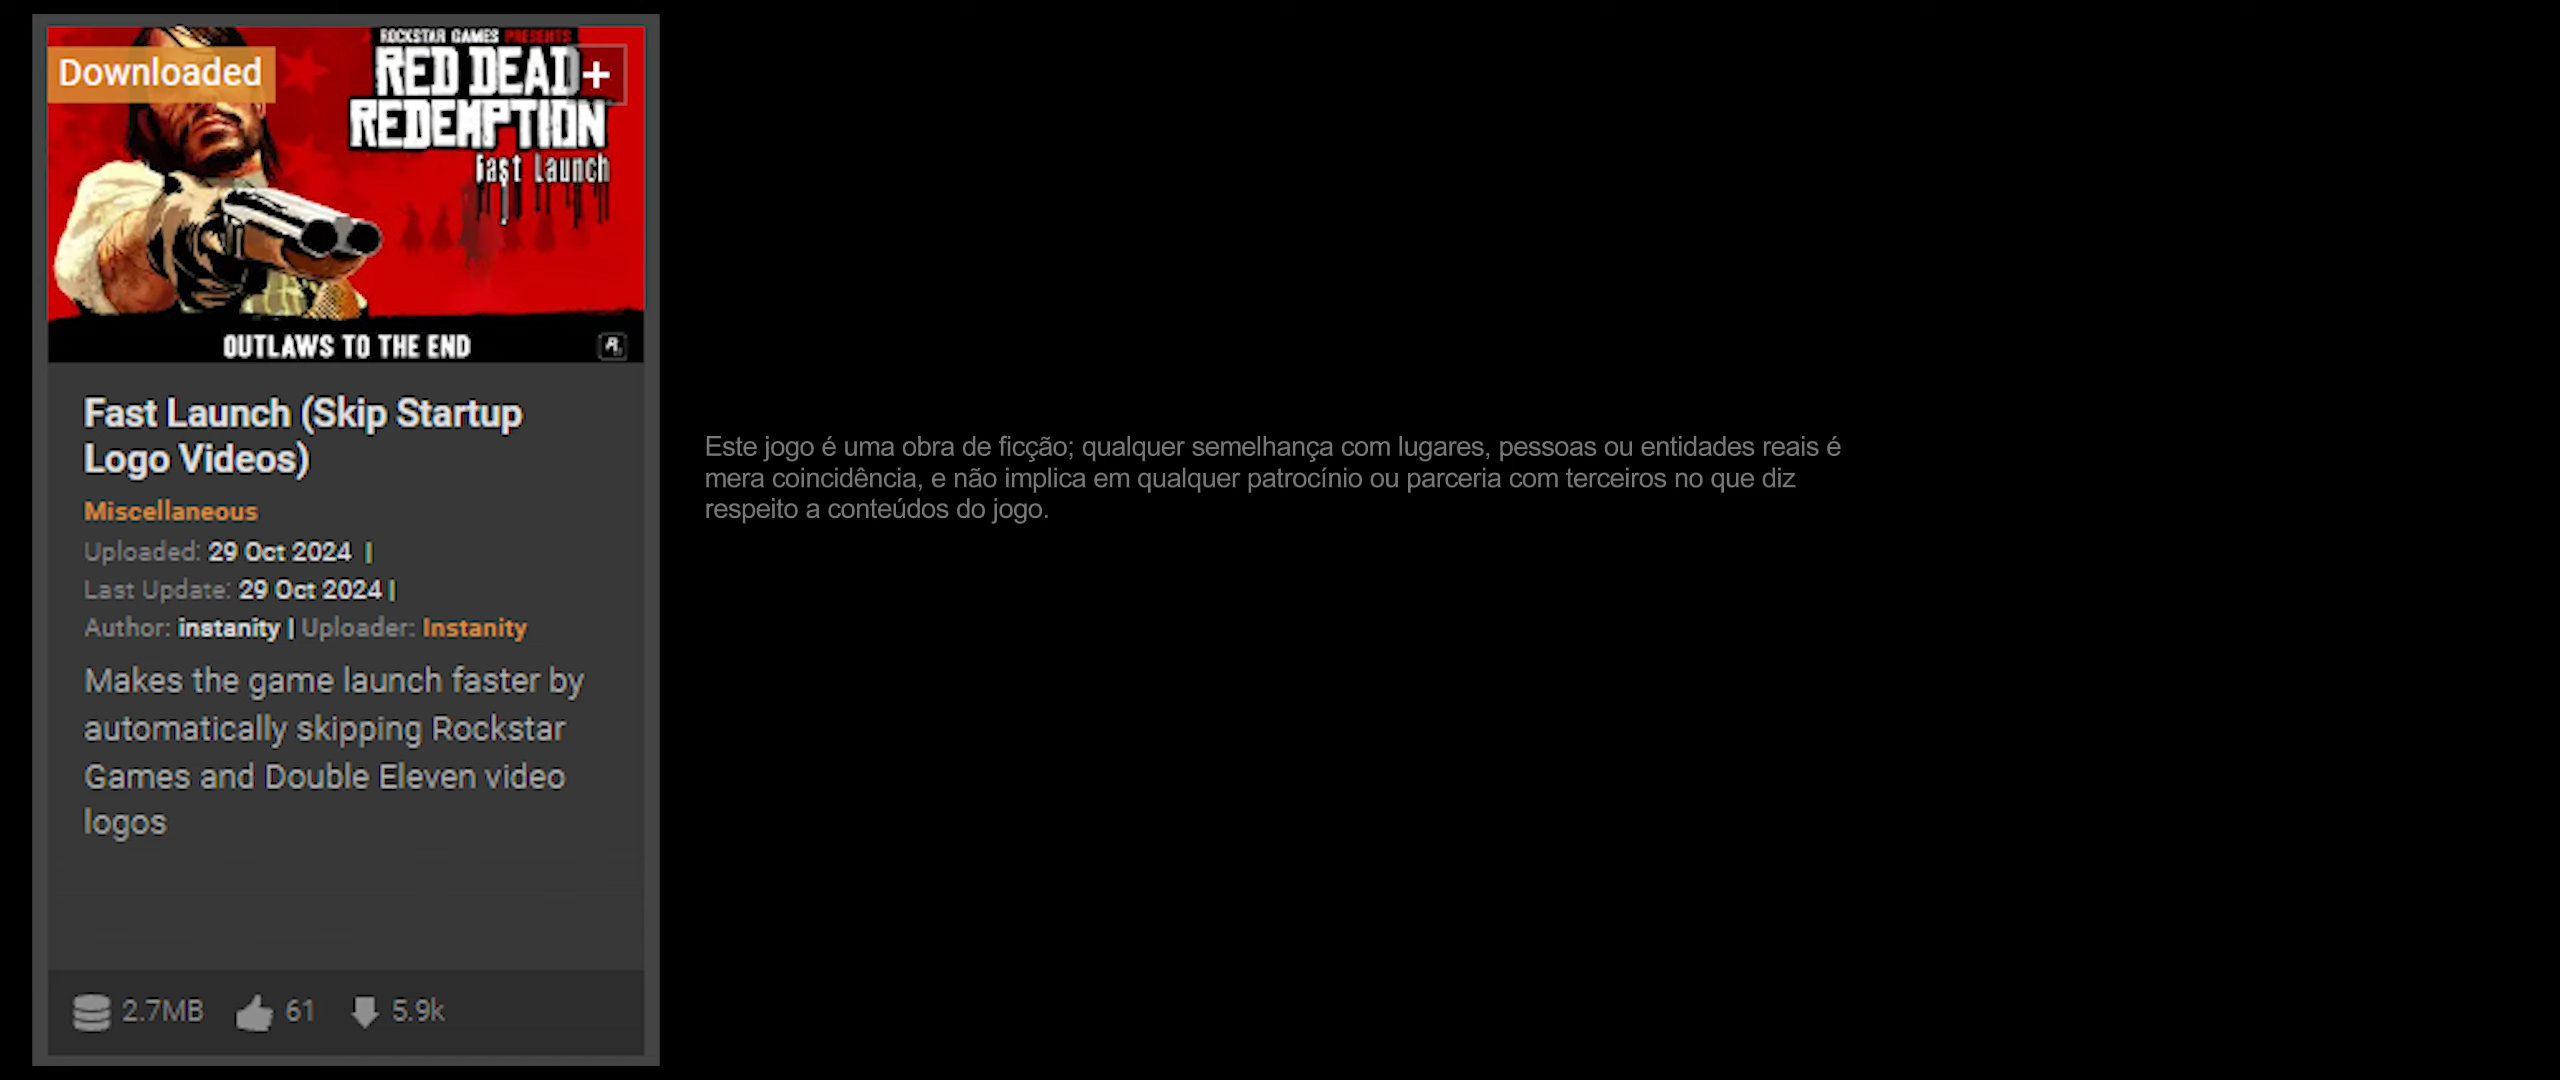 Downloaded
ROCKSTAR GAMES PRESENTS
RED DEAD
+
REDEMPTION
Fast Launch
OUTLAWS TO THE END
R
Fast Launch (Skip Startup
Logo Videos)
Miscellaneous
Uploaded: 29 Oct 2024 |
Last Update: 29 Oct 2024 |
Author: instanity | Uploader: Instanity
Makes the game launch faster by
automatically skipping Rockstar
Games and Double Eleven video
logos
2.7MB 61 5.9k
Este jogo é uma obra de ficção; qualquer semelhança com lugares, pessoas ou entidades reais é
mera coincidência, e não implica em qualquer patrocínio ou parceria com terceiros no que diz
respeito a conteúdos do jogo.